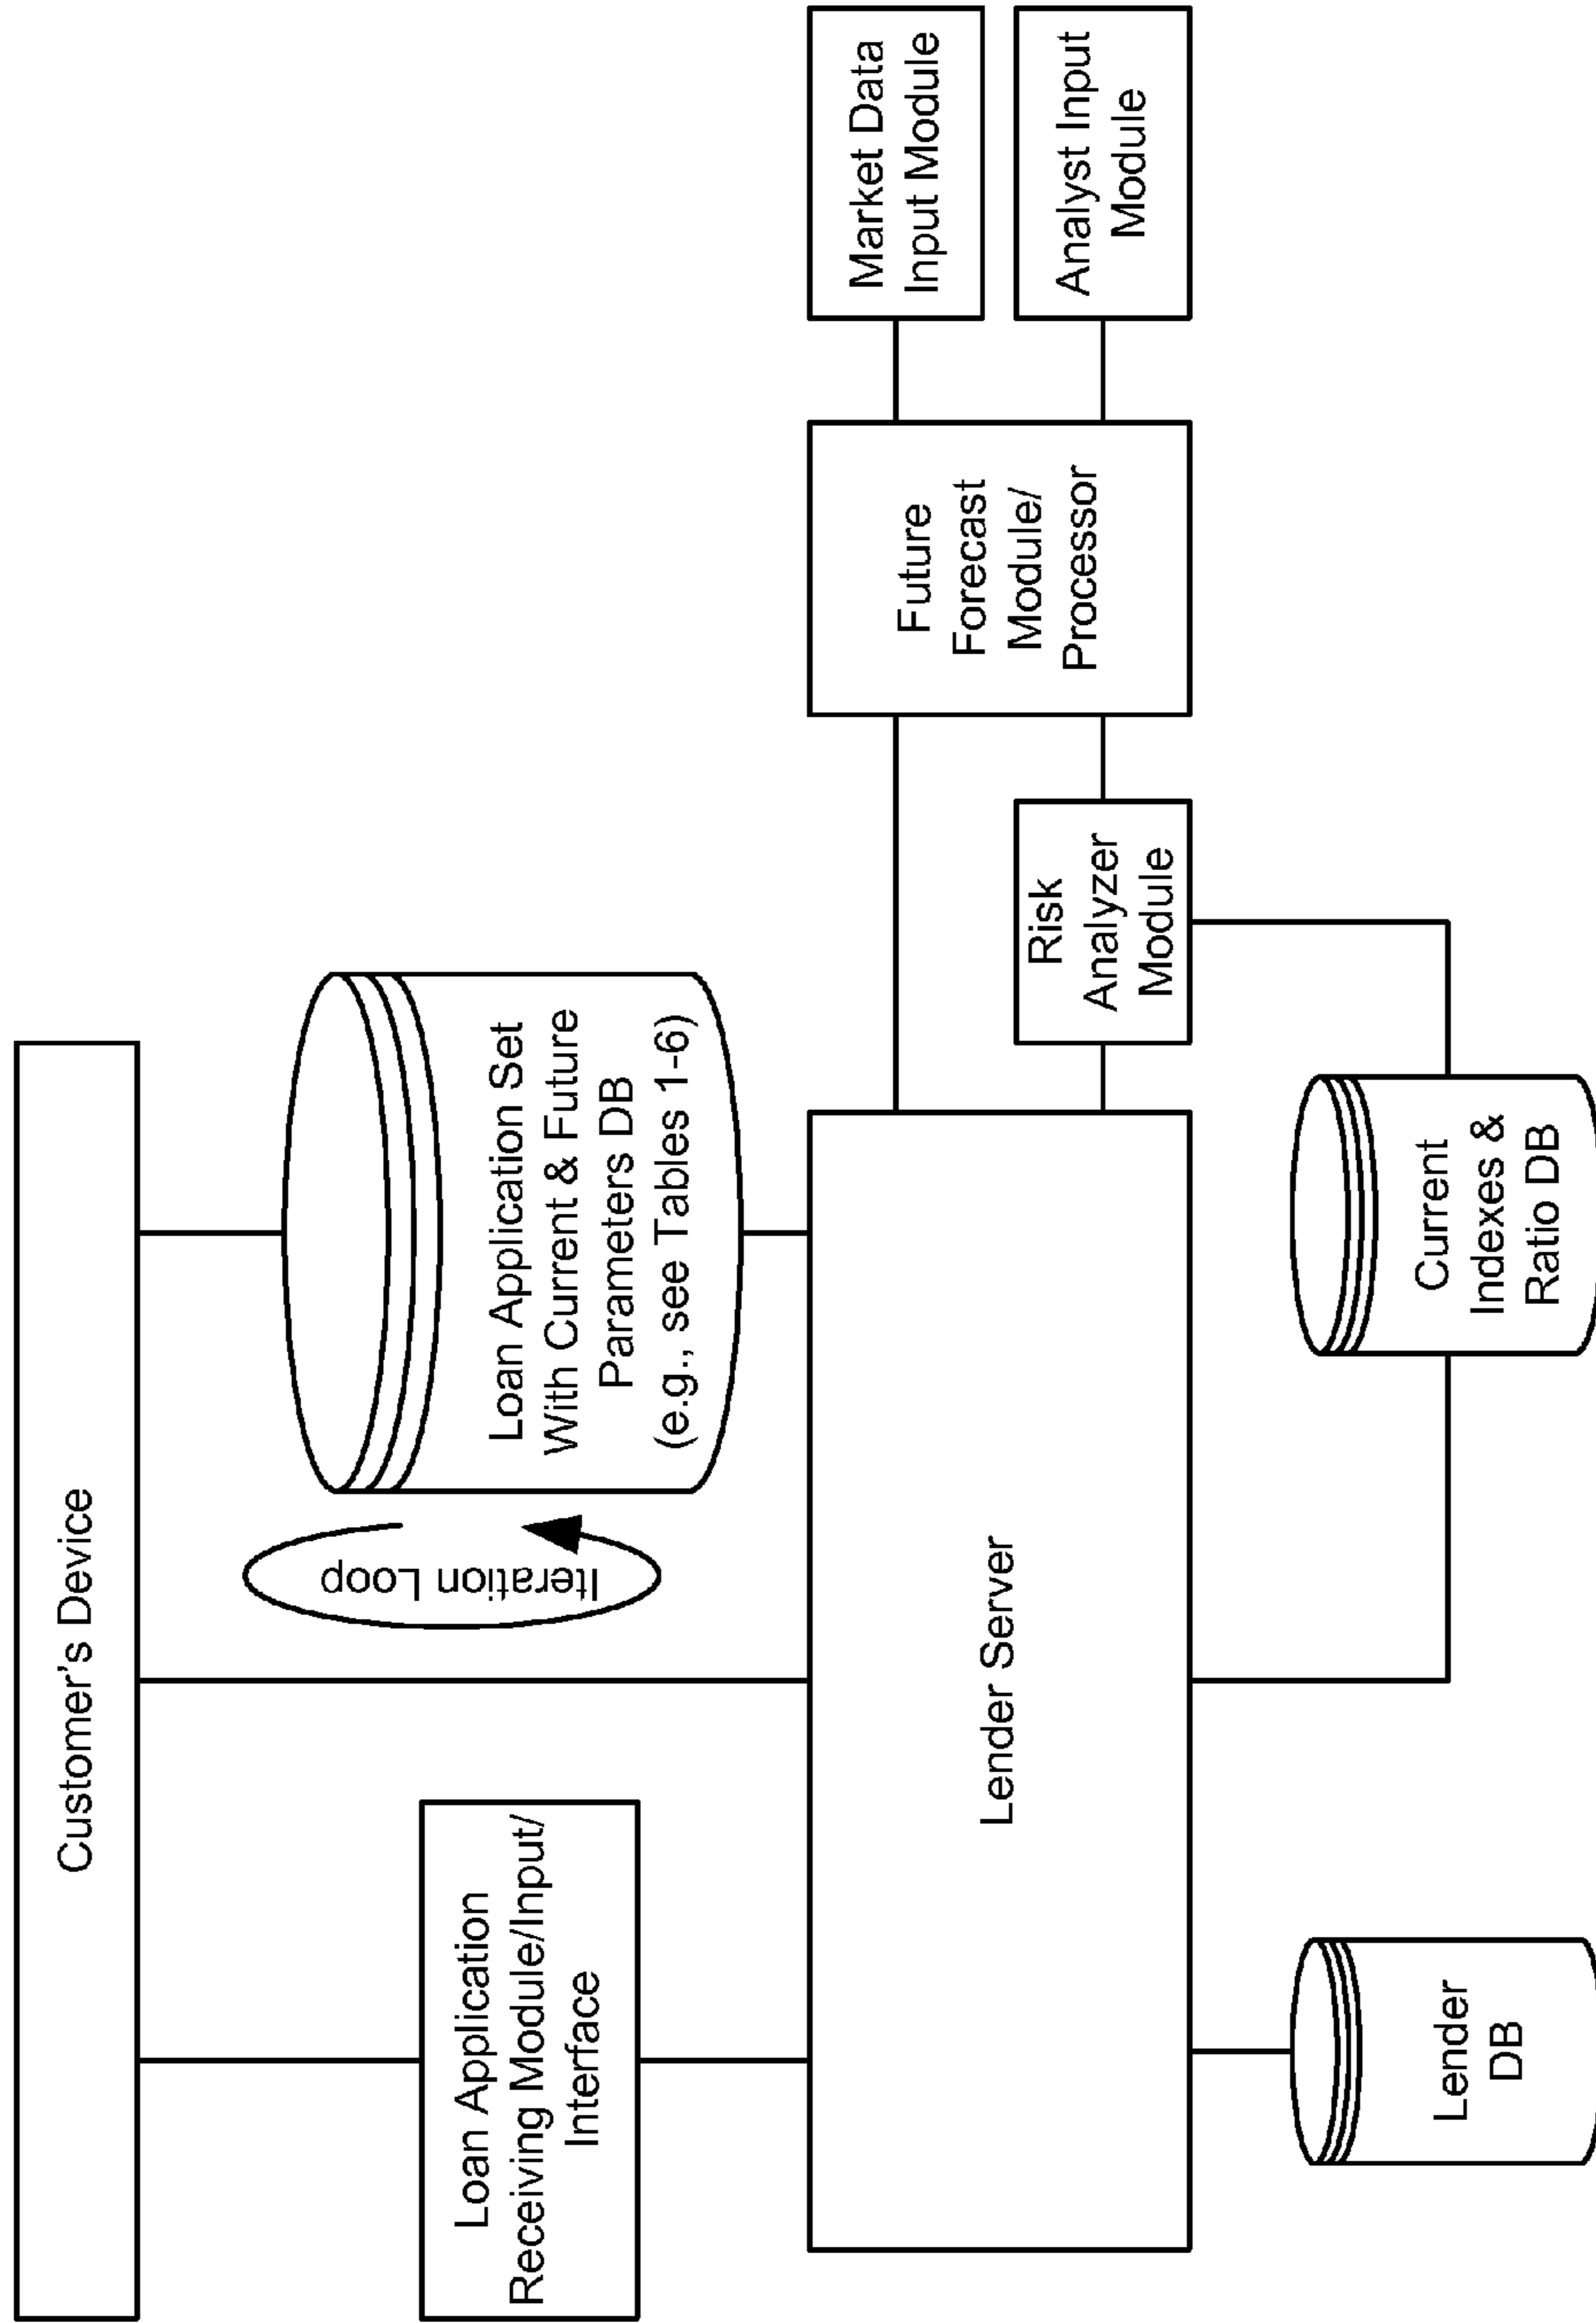 Customer's Device
Loan Application
Receiving Module/Input/
Interface
Iteration Loop
Loan Application Set
With Current & Future
Parameters DB
(e.g., see Tables 1-6)
Lender Server
Risk
Analyzer
Module
Future
Forecast
Module/
Processor
Market Data
Input Module
Analyst Input
Module
Lender
DB
Current
Indexes &
Ratio DB